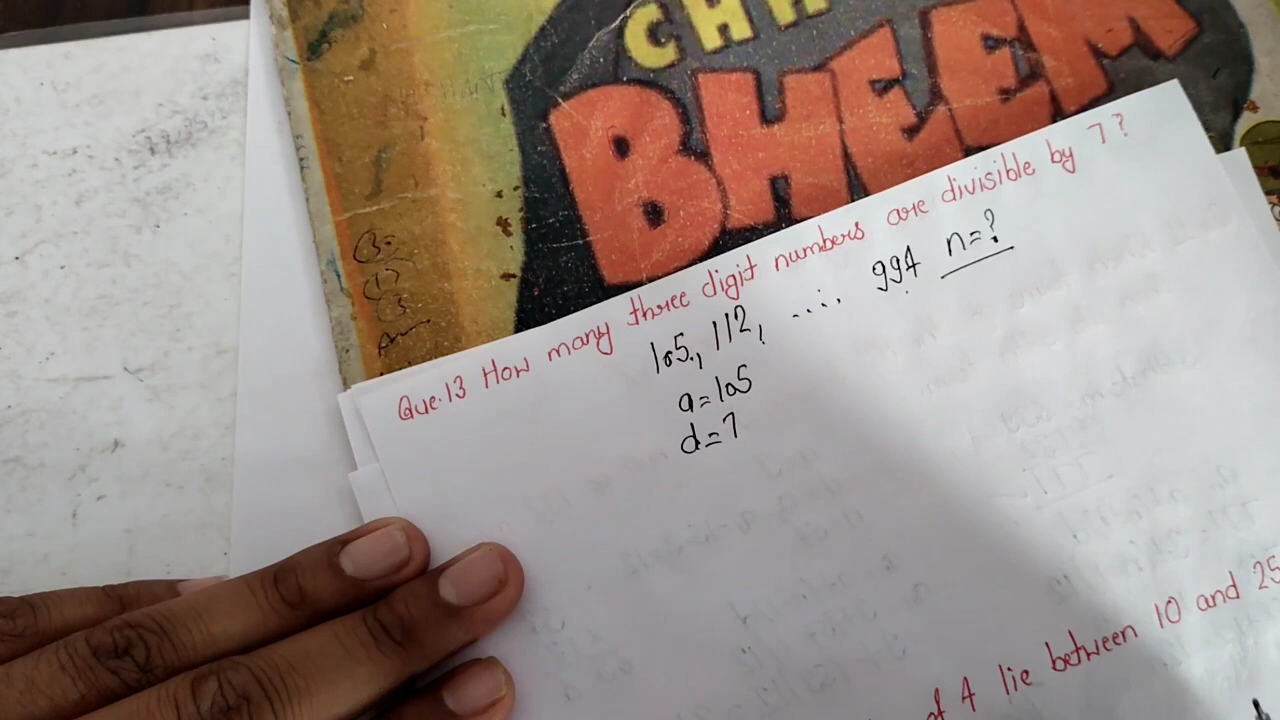 BHEEM
Que.13 How many three digit numbers are divisible by 7?
105, 112, ..... 994 n=?
a=105
d=7
of 4 lie between 10 and 25